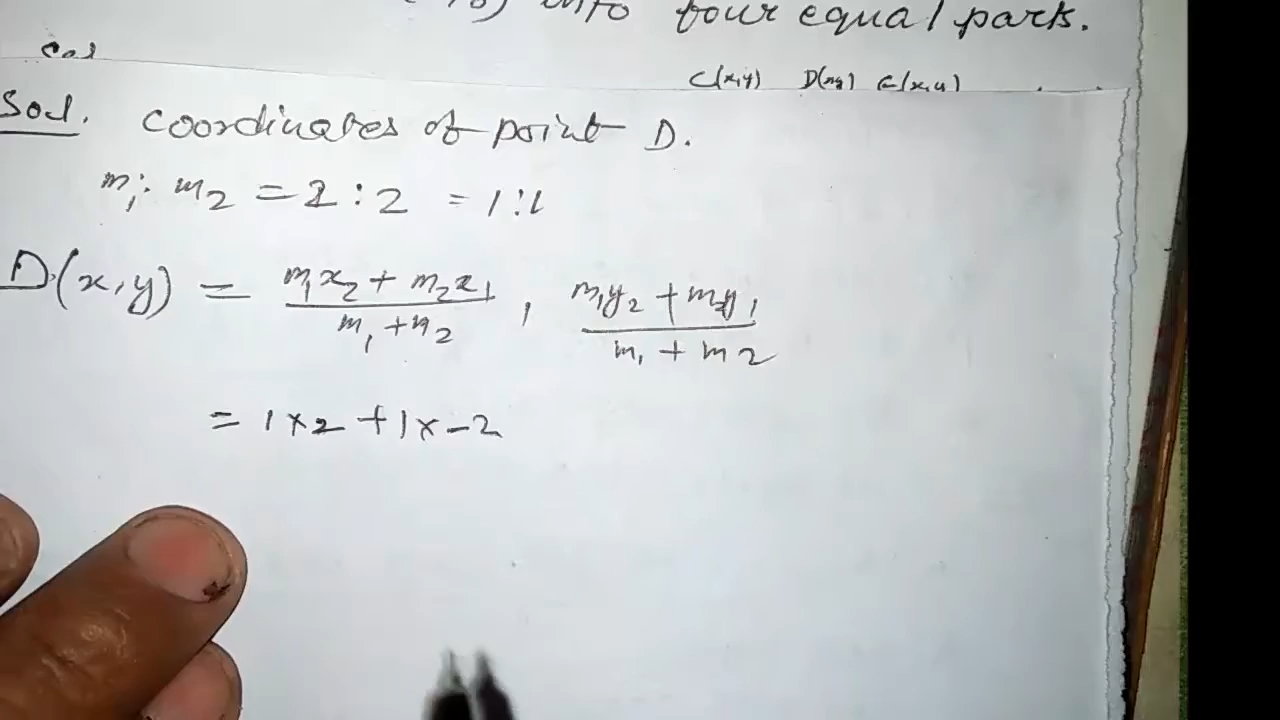 into four equal parts.
C(x,y) D(x,y) E(x,y)
Sol. coordinates of point D.
m₁: m₂ = 2 : 2 = 1:1
D(x,y) = m₁x₂ + m₂x₁ / m₁ + m₂ , m₁y₂ + m₂y₁ / m₁ + m₂
= 1×2 + 1×-2